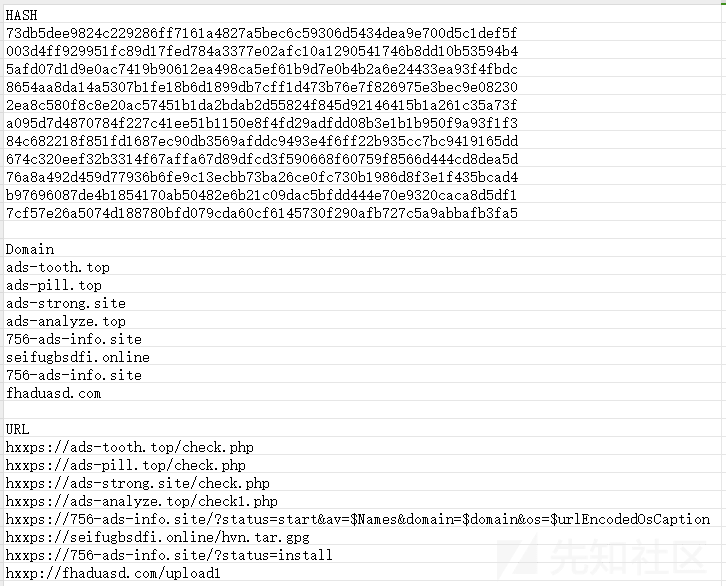 HASH
73db5dee9824c229286ff7161a4827a5bec6c59306d5434dea9e700d5c1def5f
003d4ff929951fc89d17fed784a3377e02afc10a1290541746b8dd10b53594b4
5afd07d1d9e0ac7419b90612ea498ca5ef61b9d7e0b4b2a6e24433ea93f4fbdc
8654aa8da14a5307b1fe18b6d1899db7cff1d473b76e7f826975e3bec9e08230
2ea8c580f8c8e20ac57451b1da2bdab2d55824f845d92146415b1a261c35a73f
a095d7d4870784f227c41ee51b1150e8f4fd29adfdd08b3e1b1b950f9a93f1f3
84c682218f851fd1687ec90db3569afddc9493e4f6ff22b935cc7bc9419165dd
674c320eef32b3314f67affa67d89dfcd3f590668f60759f8566d444cd8dea5d
76a8a492d459d77936b6fe9c13ecbb73ba26ce0fc730b1986d8f3e1f435bcad4
b97696087de4b1854170ab50482e6b21c09dac5bfdd444e70e9320caca8d5df1
7cf57e26a5074d188780bfd079cda60cf6145730f290afb727c5a9abbafb3fa5
Domain
ads-tooth.top
ads-pill.top
ads-strong.site
ads-analyze.top
756-ads-info.site
seifugbsdfi.online
756-ads-info.site
fhaduasd.com
URL
hxxps://ads-tooth.top/check.php
hxxps://ads-pill.top/check.php
hxxps://ads-strong.site/check.php
hxxps://ads-analyze.top/check1.php
hxxps://756-ads-info.site/?status=start&av=$Names&domain=$domain&os=$urlEncodedOsCaption
hxxps://seifugbsdfi.online/hvn.tar.gpg
hxxps://756-ads-info.site/?status=install
hxxp://fhaduasd.com/upload1
先知社区